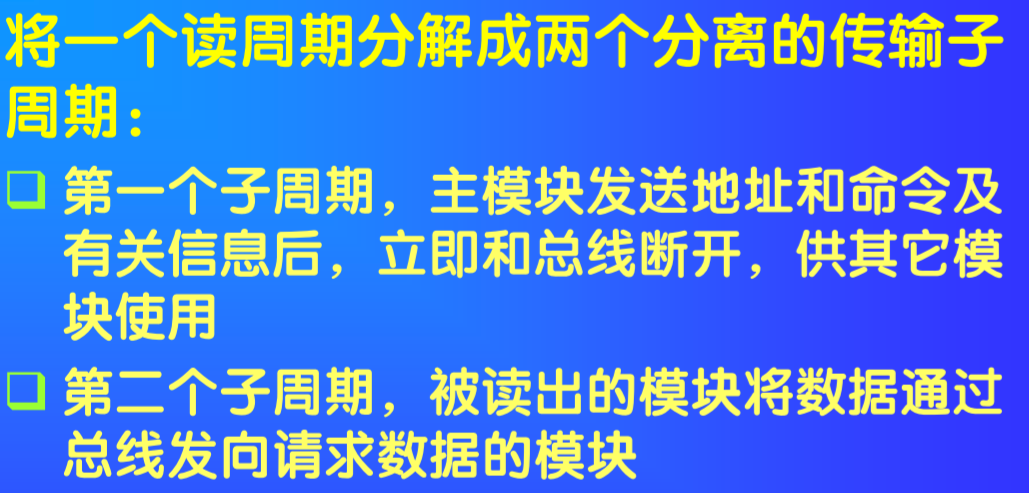 将一个读周期分解成两个分离的传输子
周期：
第一个子周期，主模块发送地址和命令及
有关信息后，立即和总线断开，供其它模
块使用
第二个子周期，被读出的模块将数据通过
总线发向请求数据的模块